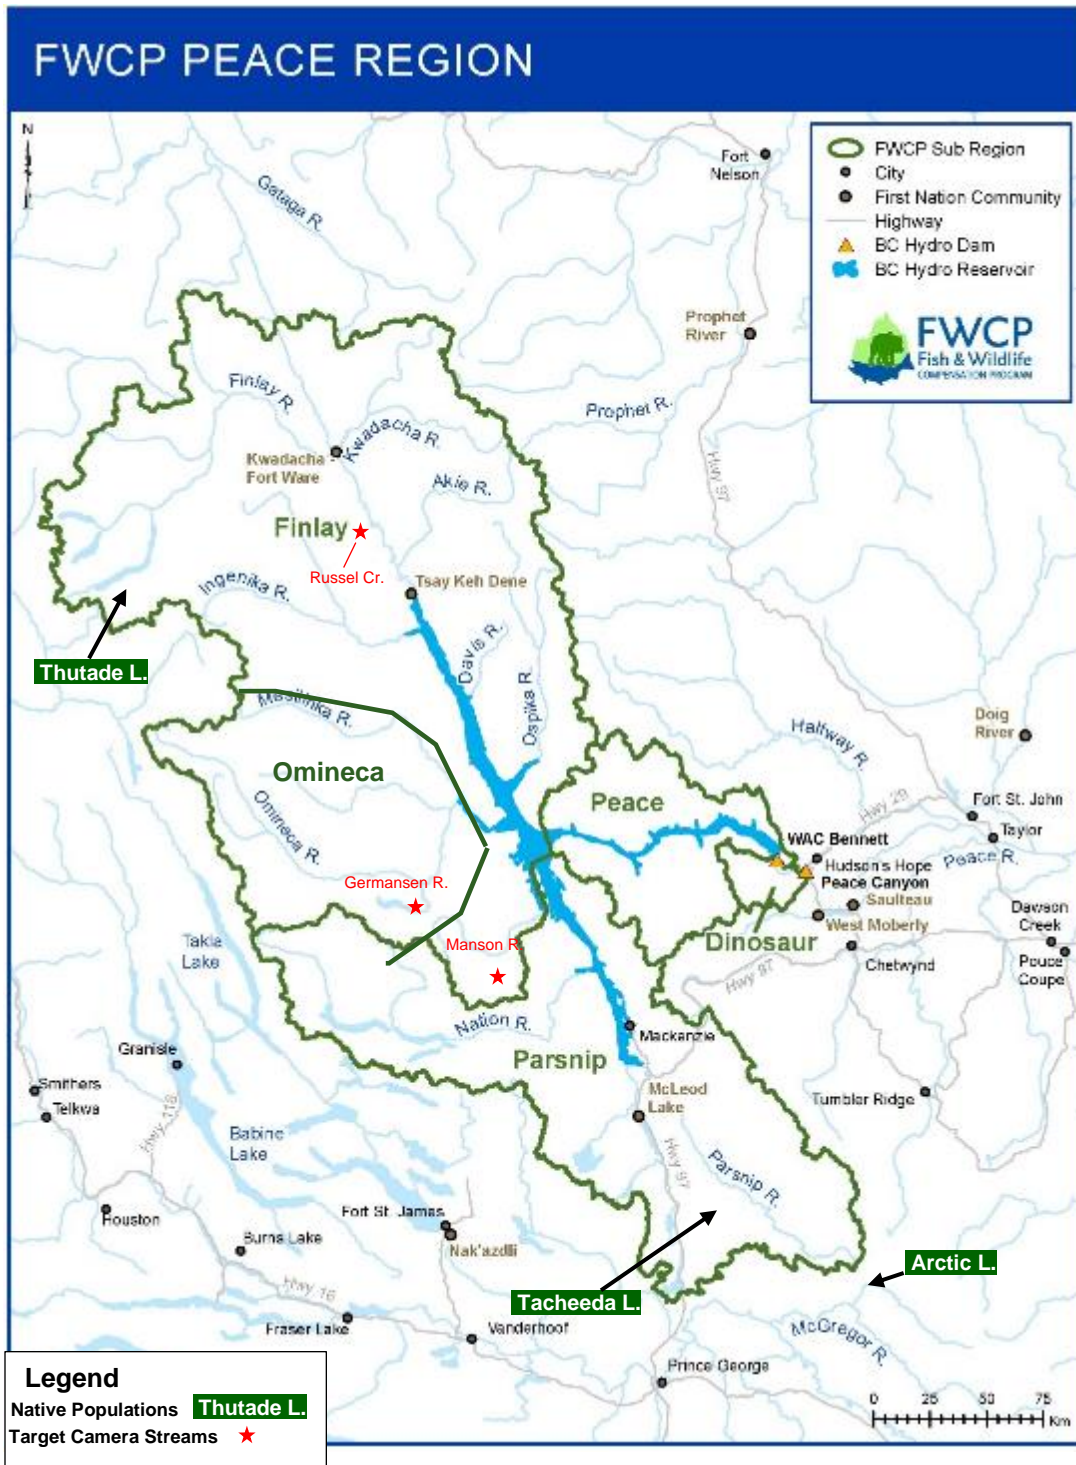 FWCP PEACE REGION
N
FWCP Sub Region
City
First Nation Community
Highway
BC Hydro Dam
BC Hydro Reservoir
FWCP
Fish & Wildlife
COMPENSATION PROGRAM
Fort
Nelson
Gataga R.
Prophet
River
Finlay R.
Prophet R.
Kwadacha R.
Kwadacha
Fort Ware
Akie R.
Hwy 97
Finlay
Russel Cr.
Ingenika R.
Tsay Keh Dene
Thutade L.
Davis R.
Ospika R.
Mesilinka R.
Halfway R.
Doig
River
Omineca
Omineca R.
Peace
Hwy 29
Fort St. John
Taylor
WAC Bennett
Hudson's Hope
Peace R.
Peace Canyon
Germansen R.
Saulteau
West Moberly
Dawson
Creek
Dinosaur
Takla
Lake
Manson R.
Chetwynd
Pouce
Coupe
Hwy 97
Nation R.
Mackenzie
Granisle
Parsnip
Smithers
McLeod
Lake
Tumbler Ridge
Telkwa
Hwy. 118
Babine
Lake
Hwy 97
Parsnip R.
Houston
Fort St. James
Burns Lake
Nak'azdli
Arctic L.
Hwy 16
Tacheeda L.
Fraser Lake
Vanderhoof
McGregor R.
Prince George
Legend
Native Populations Thutade L.
Target Camera Streams
0 25 50 75
Km